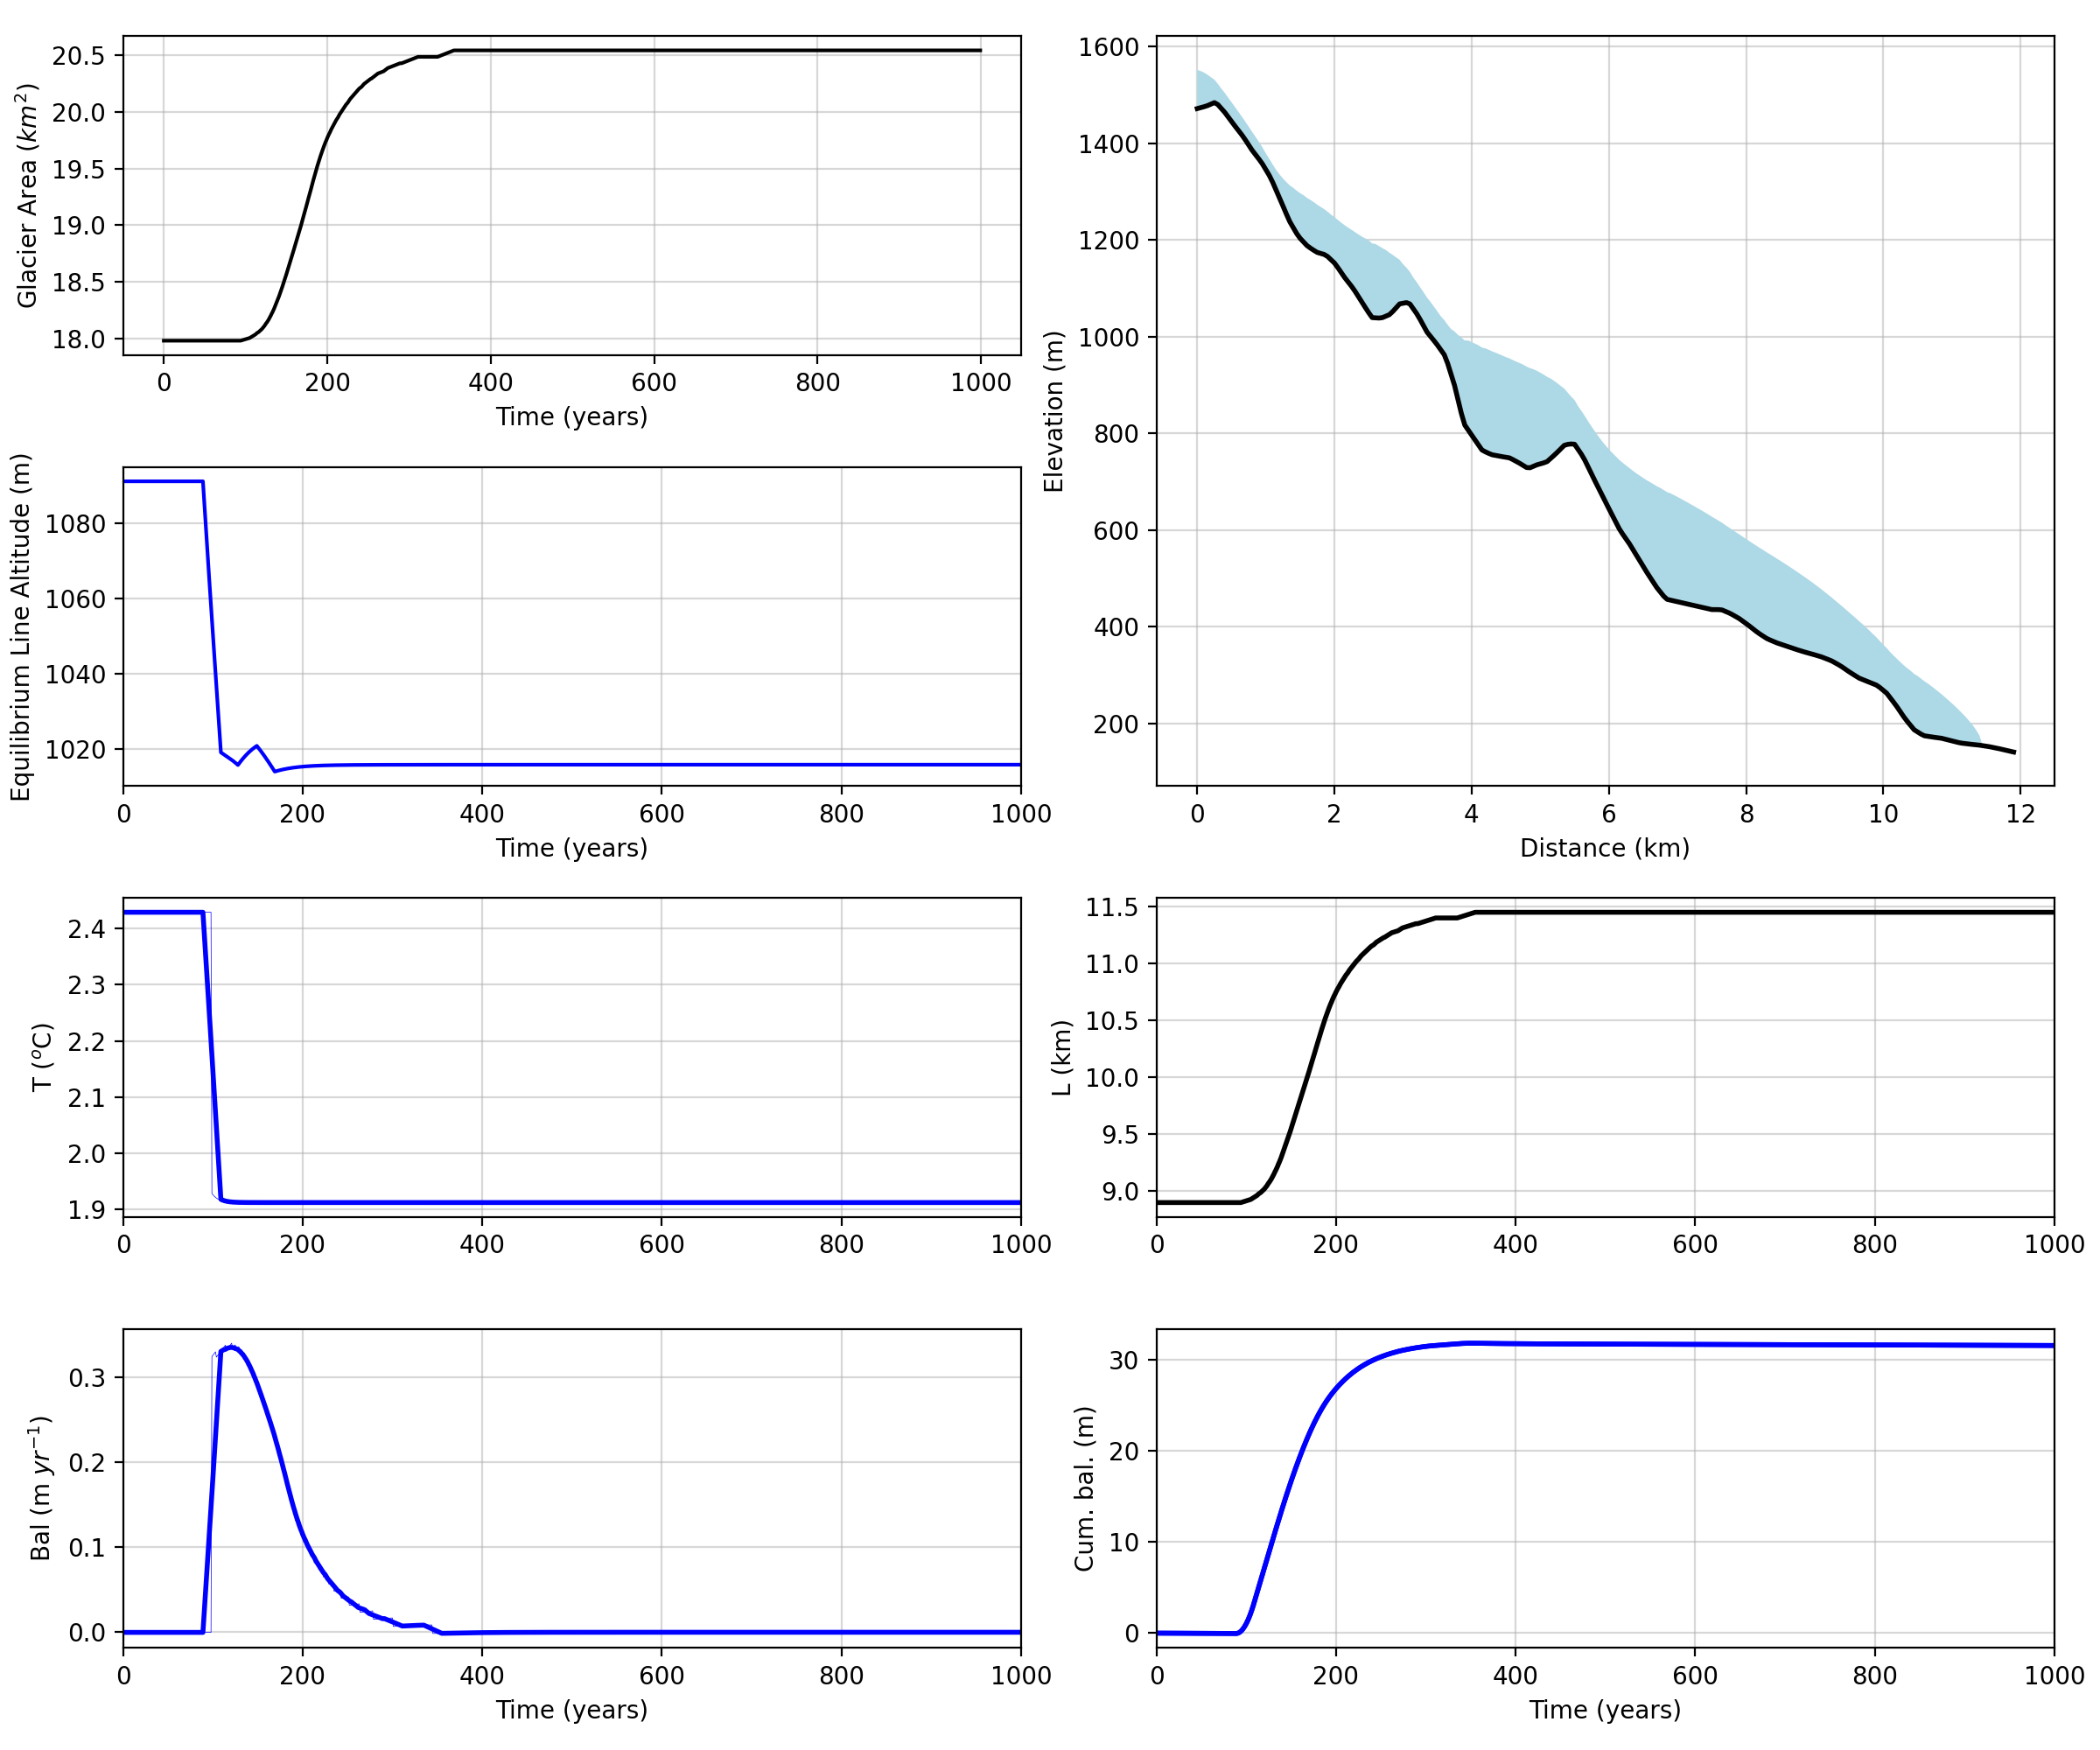 Glacier Area (km²)
20.5
20.0
19.5
19.0
18.5
18.0
0 200 400 600 800 1000
Time (years)
Equilibrium Line Altitude (m)
1080
1060
1040
1020
0 200 400 600 800 1000
Time (years)
Elevation (m)
1600
1400
1200
1000
800
600
400
200
0 2 4 6 8 10 12
Distance (km)
T (°C)
2.4
2.3
2.2
2.1
2.0
1.9
0 200 400 600 800 1000
L (km)
11.5
11.0
10.5
10.0
9.5
9.0
0 200 400 600 800 1000
Bal (m yr⁻¹)
0.3
0.2
0.1
0.0
0 200 400 600 800 1000
Time (years)
Cum. bal. (m)
30
20
10
0
0 200 400 600 800 1000
Time (years)